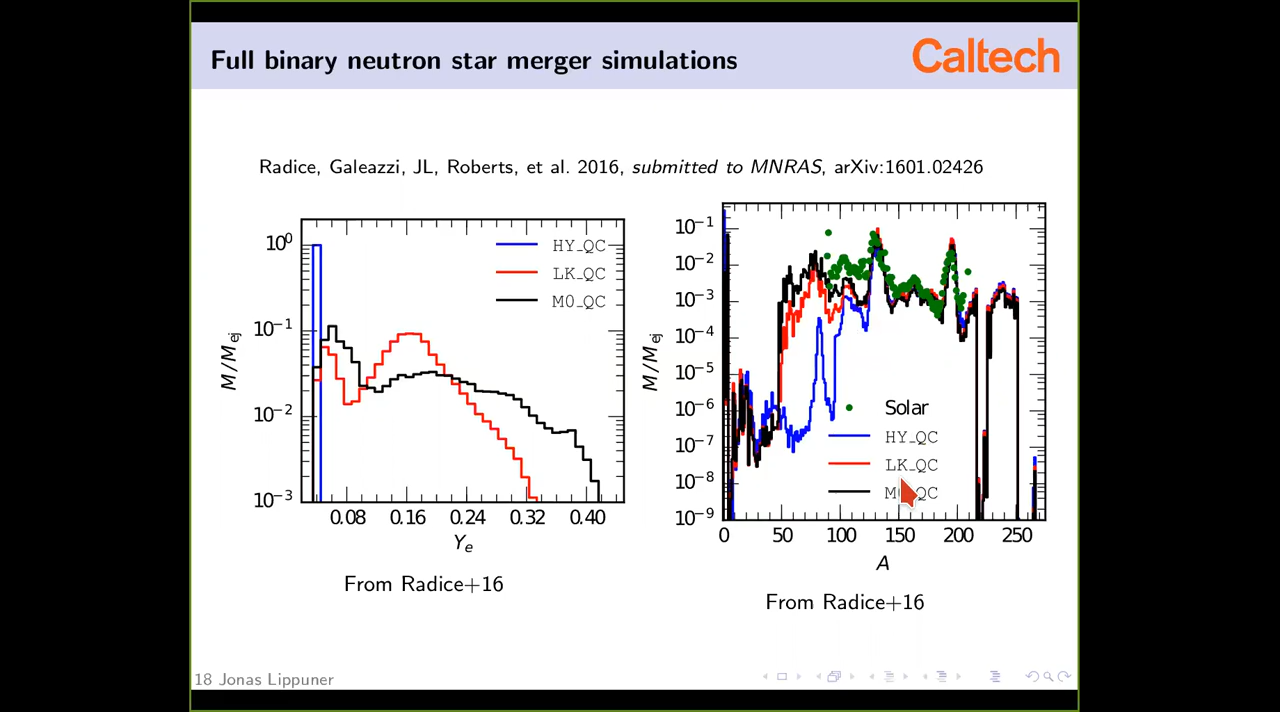 Full binary neutron star merger simulations
Caltech
Radice, Galeazzi, JL, Roberts, et al. 2016, submitted to MNRAS, arXiv:1601.02426
10^0
10^-1
10^-2
10^-3
M/M_ej
HY_QC
LK_QC
M0_QC
0.08 0.16 0.24 0.32 0.40
Y_e
From Radice+16
10^-1
10^-2
10^-3
10^-4
10^-5
10^-6
10^-7
10^-8
10^-9
M/M_ej
Solar
HY_QC
LK_QC
0 50 100 150 200 250
A
From Radice+16
18 Jonas Lippuner